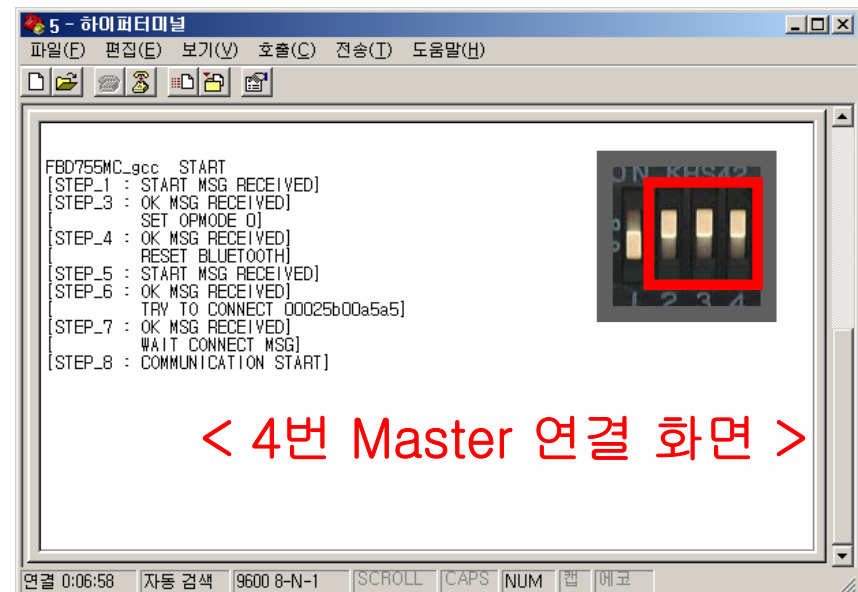 5 - 하이퍼터미널
파일(F) 편집(E) 보기(V) 호출(C) 전송(T) 도움말(H)
FBD755MC_gcc START
[STEP_1 : START MSG RECEIVED]
[STEP_3 : OK MSG RECEIVED]
[ SET OPMODE 0]
[STEP_4 : OK MSG RECEIVED]
[ RESET BLUETOOTH]
[STEP_5 : START MSG RECEIVED]
[STEP_6 : OK MSG RECEIVED]
[ TRY TO CONNECT 00025b00a5a5]
[STEP_7 : OK MSG RECEIVED]
[ WAIT CONNECT MSG]
[STEP_8 : COMMUNICATION START]
ON KHS42
1 2 3 4
< 4번 Master 연결 화면 >
연결 0:06:58 자동 검색 9600 8-N-1 SCROLL CAPS NUM 캡 에코